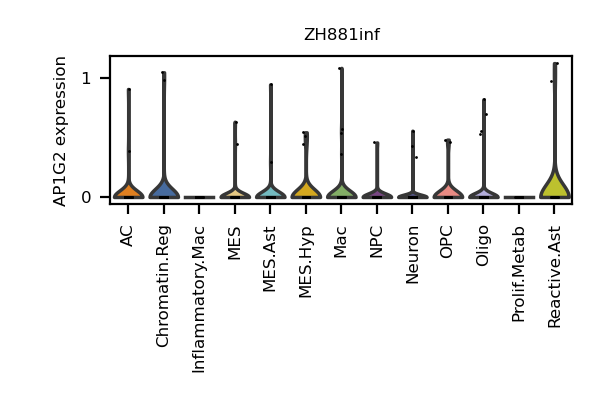 ZH881inf
AP1G2 expression
1
0
AC
Chromatin.Reg
Inflammatory.Mac
MES
MES.Ast
MES.Hyp
Mac
NPC
Neuron
OPC
Oligo
Prolif.Metab
Reactive.Ast